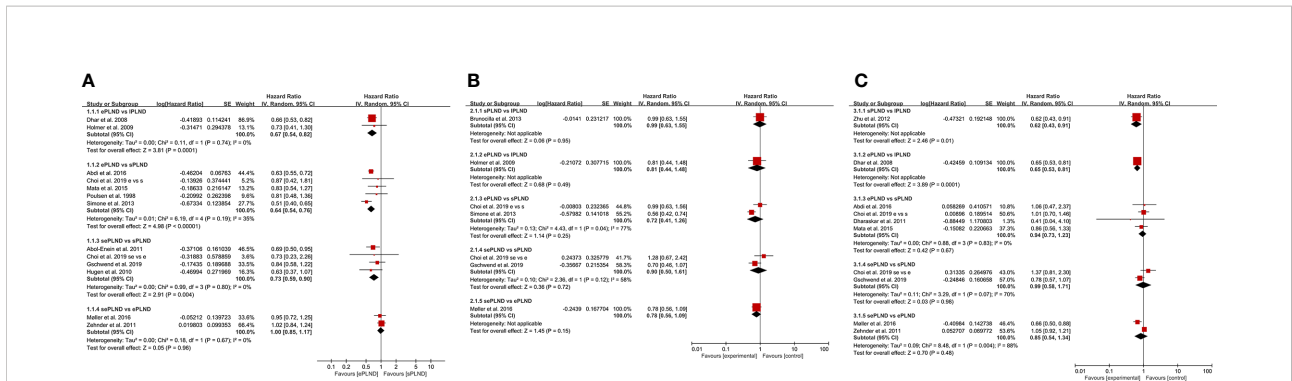 A
Hazard Ratio Hazard Ratio
Study or Subgroup log[Hazard Ratio] SE Weight IV. Random. 95% CI IV. Random. 95% CI
1.1.1 ePLND vs lPLND
Dhar et al. 2008 -0.41893 0.114241 86.9% 0.66 [0.53, 0.82]
Holmer et al. 2009 -0.31471 0.294378 13.1% 0.73 [0.41, 1.30]
Subtotal (95% CI) 100.0% 0.67 [0.54, 0.82]
Heterogeneity: Tau² = 0.00; Chi² = 0.11, df = 1 (P = 0.74); I² = 0%
Test for overall effect: Z = 3.81 (P = 0.0001)
1.1.2 ePLND vs sPLND
Abdi et al. 2016 -0.46204 0.06763 44.4% 0.63 [0.55, 0.72]
Choi et al. 2019 e vs s -0.13926 0.374441 5.2% 0.87 [0.42, 1.81]
Mata et al. 2015 -0.18633 0.216147 13.3% 0.83 [0.54, 1.27]
Poulsen et al. 1998 -0.20992 0.262398 9.6% 0.81 [0.48, 1.36]
Simone et al. 2013 -0.67334 0.123854 27.5% 0.51 [0.40, 0.65]
Subtotal (95% CI) 100.0% 0.64 [0.54, 0.76]
Heterogeneity: Tau² = 0.01; Chi² = 6.19, df = 4 (P = 0.19); I² = 35%
Test for overall effect: Z = 4.98 (P < 0.00001)
1.1.3 sePLND vs sPLND
Abol-Enein et al. 2011 -0.37106 0.161039 46.5% 0.69 [0.50, 0.95]
Choi et al. 2019 se vs e -0.31883 0.578859 3.6% 0.73 [0.23, 2.26]
Gschwend et al. 2019 -0.17435 0.189688 33.5% 0.84 [0.58, 1.22]
Hugen et al. 2010 -0.46994 0.271969 16.3% 0.63 [0.37, 1.07]
Subtotal (95% CI) 100.0% 0.73 [0.59, 0.90]
Heterogeneity: Tau² = 0.00; Chi² = 0.99, df = 3 (P = 0.80); I² = 0%
Test for overall effect: Z = 2.91 (P = 0.004)
1.1.4 sePLND vs ePLND
Møller et al. 2016 -0.05212 0.139723 33.6% 0.95 [0.72, 1.25]
Zehnder et al. 2011 0.019803 0.099353 66.4% 1.02 [0.84, 1.24]
Subtotal (95% CI) 100.0% 1.00 [0.85, 1.17]
Heterogeneity: Tau² = 0.00; Chi² = 0.18, df = 1 (P = 0.67); I² = 0%
Test for overall effect: Z = 0.05 (P = 0.96)
0.1 0.2 0.5 1 2 5 10
Favours [ePLND] Favours [sPLND]
B
Hazard Ratio Hazard Ratio
Study or Subgroup log[Hazard Ratio] SE Weight IV. Random. 95% CI IV. Random. 95% CI
2.1.1 sPLND vs lPLND
Brunocilla et al. 2013 -0.0141 0.231217 100.0% 0.99 [0.63, 1.55]
Subtotal (95% CI) 100.0% 0.99 [0.63, 1.55]
Heterogeneity: Not applicable
Test for overall effect: Z = 0.06 (P = 0.95)
2.1.2 ePLND vs lPLND
Holmer et al. 2009 -0.21072 0.307715 100.0% 0.81 [0.44, 1.48]
Subtotal (95% CI) 100.0% 0.81 [0.44, 1.48]
Heterogeneity: Not applicable
Test for overall effect: Z = 0.68 (P = 0.49)
2.1.3 ePLND vs sPLND
Choi et al. 2019 e vs s -0.00803 0.232365 44.8% 0.99 [0.63, 1.56]
Simone et al. 2013 -0.57982 0.141018 55.2% 0.56 [0.42, 0.74]
Subtotal (95% CI) 100.0% 0.72 [0.41, 1.26]
Heterogeneity: Tau² = 0.13; Chi² = 4.43, df = 1 (P = 0.04); I² = 77%
Test for overall effect: Z = 1.14 (P = 0.25)
2.1.4 sePLND vs sPLND
Choi et al. 2019 se vs e 0.24373 0.325779 41.9% 1.28 [0.67, 2.42]
Gschwend et al. 2019 -0.35667 0.215354 58.1% 0.70 [0.46, 1.07]
Subtotal (95% CI) 100.0% 0.90 [0.50, 1.61]
Heterogeneity: Tau² = 0.10; Chi² = 2.36, df = 1 (P = 0.12); I² = 58%
Test for overall effect: Z = 0.36 (P = 0.72)
2.1.5 sePLND vs ePLND
Møller et al. 2016 -0.2439 0.167704 100.0% 0.78 [0.56, 1.09]
Subtotal (95% CI) 100.0% 0.78 [0.56, 1.09]
Heterogeneity: Not applicable
Test for overall effect: Z = 1.45 (P = 0.15)
0.01 0.1 1 10 100
Favours [experimental] Favours [control]
C
Hazard Ratio Hazard Ratio
Study or Subgroup log[Hazard Ratio] SE Weight IV. Random. 95% CI IV. Random. 95% CI
3.1.1 sPLND vs lPLND
Zhu et al. 2012 -0.47321 0.192148 100.0% 0.62 [0.43, 0.91]
Subtotal (95% CI) 100.0% 0.62 [0.43, 0.91]
Heterogeneity: Not applicable
Test for overall effect: Z = 2.46 (P = 0.01)
3.1.2 ePLND vs lPLND
Dhar et al. 2008 -0.42459 0.109134 100.0% 0.65 [0.53, 0.81]
Subtotal (95% CI) 100.0% 0.65 [0.53, 0.81]
Heterogeneity: Not applicable
Test for overall effect: Z = 3.89 (P = 0.0001)
3.1.3 ePLND vs sPLND
Abdi et al. 2016 0.058269 0.410571 10.8% 1.06 [0.47, 2.37]
Choi et al. 2019 e vs s 0.00896 0.189514 50.6% 1.01 [0.70, 1.46]
Dharaskar et al. 2011 -0.88449 1.170803 1.3% 0.41 [0.04, 4.10]
Mata et al. 2015 -0.15082 0.220663 37.3% 0.86 [0.56, 1.33]
Subtotal (95% CI) 100.0% 0.94 [0.73, 1.23]
Heterogeneity: Tau² = 0.00; Chi² = 0.88, df = 3 (P = 0.83); I² = 0%
Test for overall effect: Z = 0.42 (P = 0.67)
3.1.4 sePLND vs sPLND
Choi et al. 2019 se vs e 0.31335 0.264976 43.0% 1.37 [0.81, 2.30]
Gschwend et al. 2019 -0.24846 0.160658 57.0% 0.78 [0.57, 1.07]
Subtotal (95% CI) 100.0% 0.99 [0.58, 1.71]
Heterogeneity: Tau² = 0.11; Chi² = 3.29, df = 1 (P = 0.07); I² = 70%
Test for overall effect: Z = 0.03 (P = 0.98)
3.1.5 sePLND vs ePLND
Møller et al. 2016 -0.40984 0.142738 46.4% 0.66 [0.50, 0.88]
Zehnder et al. 2011 0.052707 0.069772 53.6% 1.05 [0.92, 1.21]
Subtotal (95% CI) 100.0% 0.85 [0.54, 1.34]
Heterogeneity: Tau² = 0.09; Chi² = 8.48, df = 1 (P = 0.004); I² = 88%
Test for overall effect: Z = 0.70 (P = 0.48)
0.01 0.1 1 10 100
Favours [experimental] Favours [control]